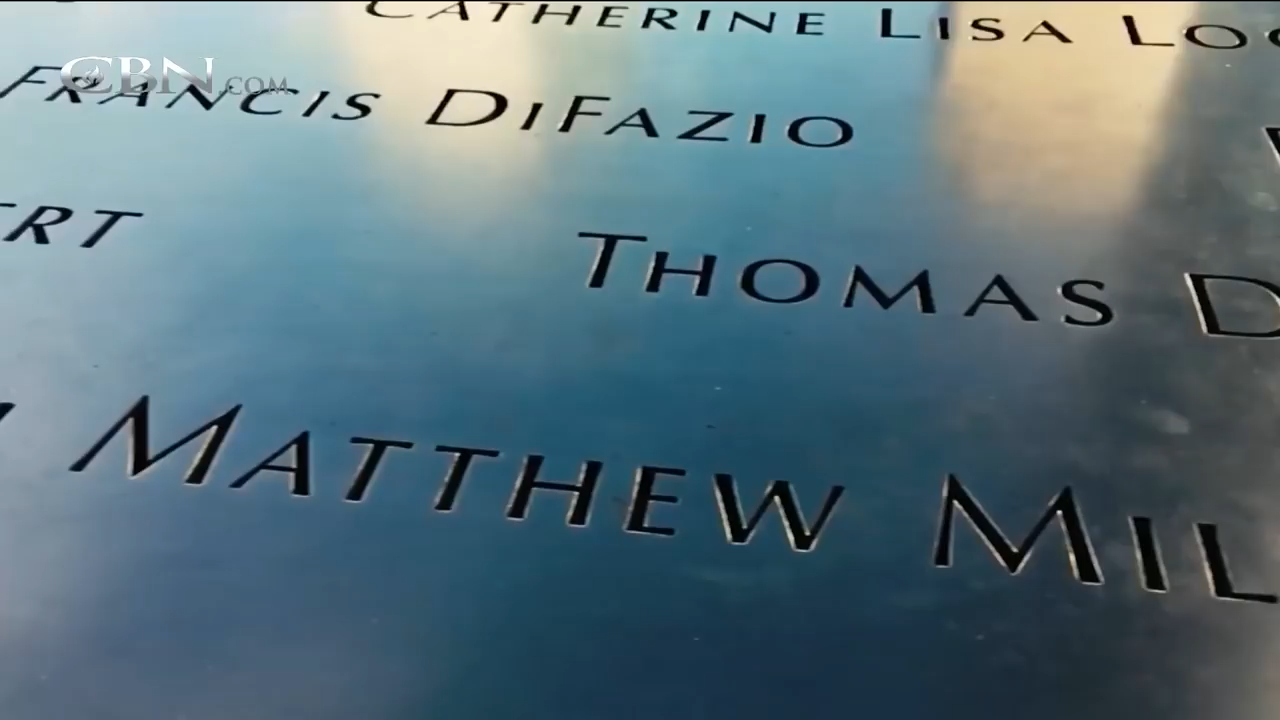 CATHERINE LISA
CBN.COM
FRANCIS DIFAZIO
THOMAS
MATTHEW